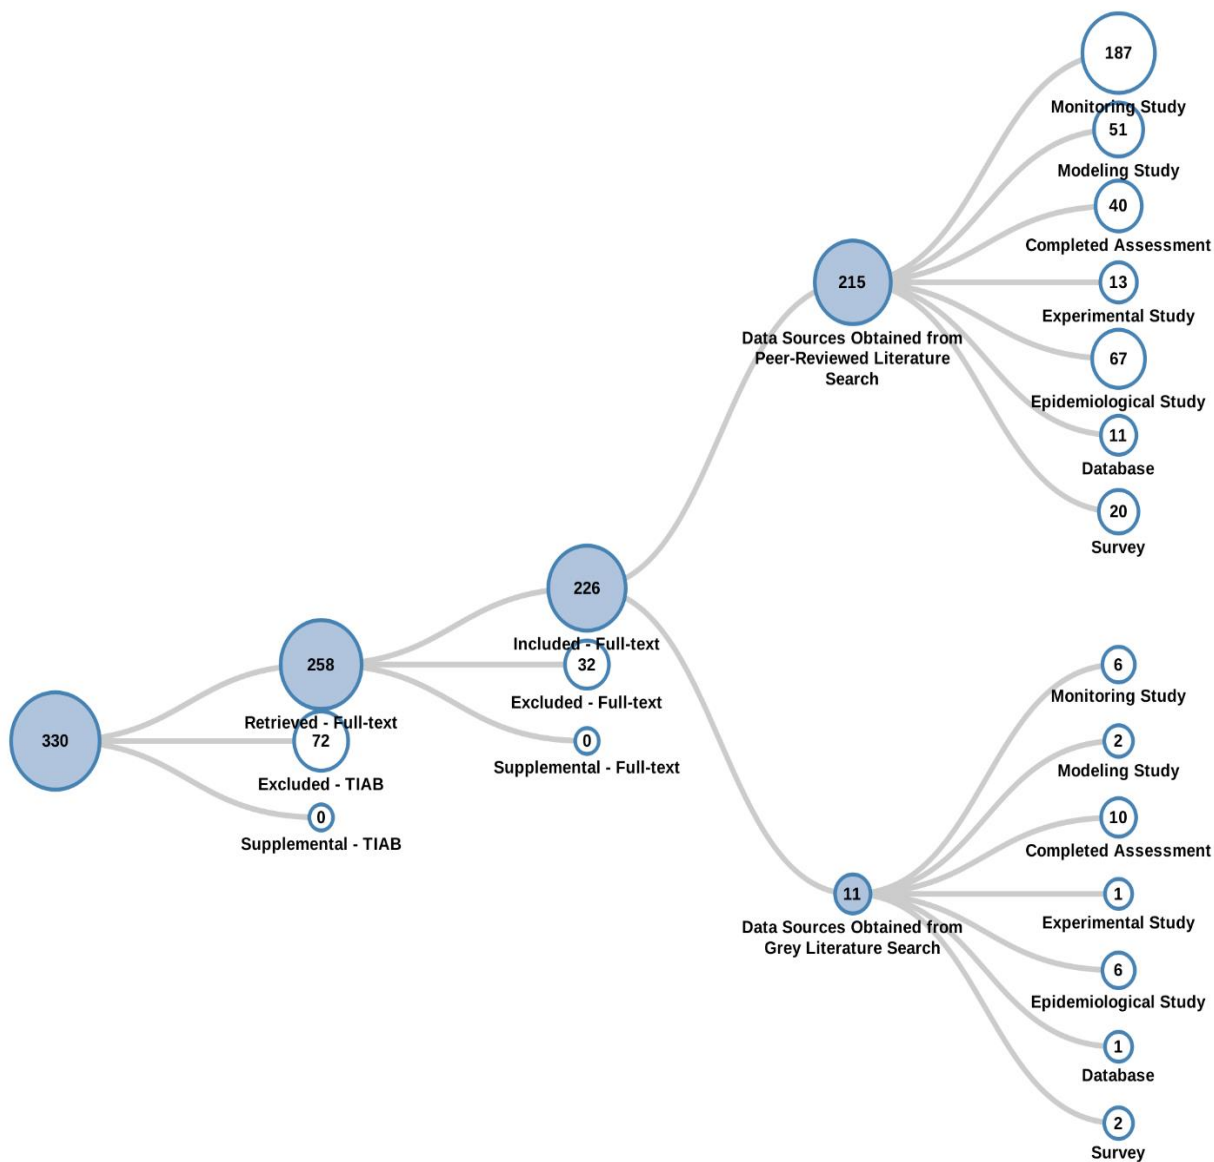 330
258
Retrieved - Full-text
72
Excluded - TIAB
0
Supplemental - TIAB
226
Included - Full-text
32
Excluded - Full-text
0
Supplemental - Full-text
215
Data Sources Obtained from
Peer-Reviewed Literature
Search
187
Monitoring Study
51
Modeling Study
40
Completed Assessment
13
Experimental Study
67
Epidemiological Study
11
Database
20
Survey
11
Data Sources Obtained from
Grey Literature Search
6
Monitoring Study
2
Modeling Study
10
Completed Assessment
1
Experimental Study
6
Epidemiological Study
1
Database
2
Survey